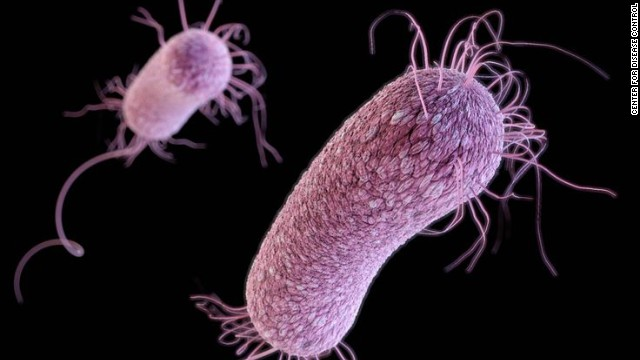 CENTER FOR DISEASE CONTROL